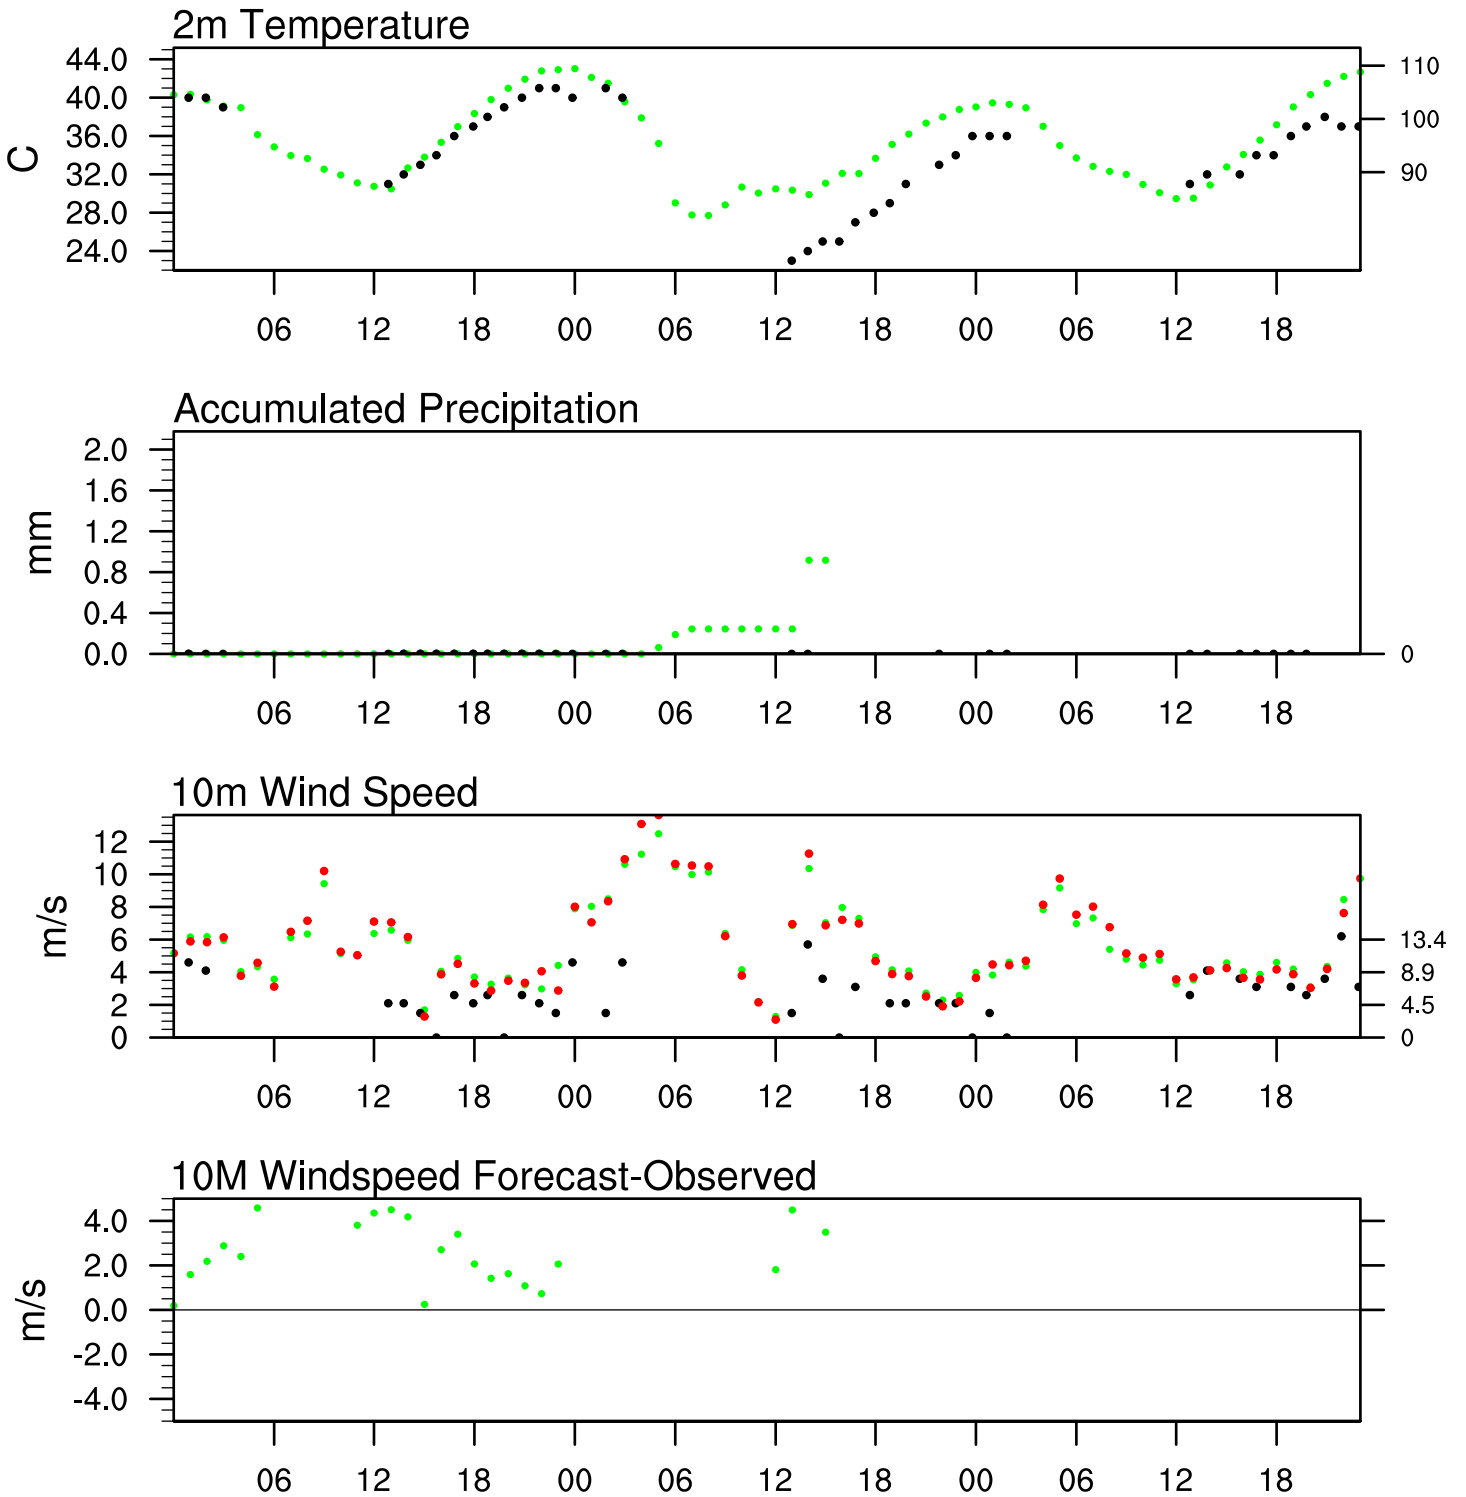 2m Temperature
44.0
40.0
36.0
32.0
28.0
24.0
C
110
100
90
06 12 18 00 06 12 18 00 06 12 18
Accumulated Precipitation
2.0
1.6
1.2
0.8
0.4
0.0
mm
0
06 12 18 00 06 12 18 00 06 12 18
10m Wind Speed
12
10
8
6
4
2
0
m/s
13.4
8.9
4.5
0
06 12 18 00 06 12 18 00 06 12 18
10M Windspeed Forecast-Observed
4.0
2.0
0.0
-2.0
-4.0
m/s
06 12 18 00 06 12 18 00 06 12 18